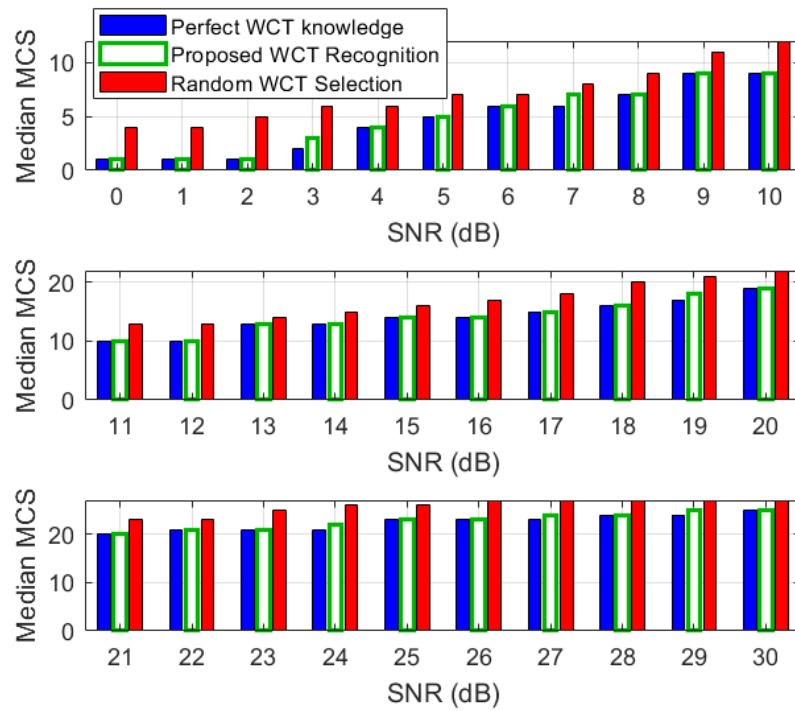 Perfect WCT knowledge
Proposed WCT Recognition
Random WCT Selection
Median MCS
10
5
0
0 1 2 3 4 5 6 7 8 9 10
SNR (dB)
Median MCS
20
10
0
11 12 13 14 15 16 17 18 19 20
SNR (dB)
Median MCS
20
10
0
21 22 23 24 25 26 27 28 29 30
SNR (dB)